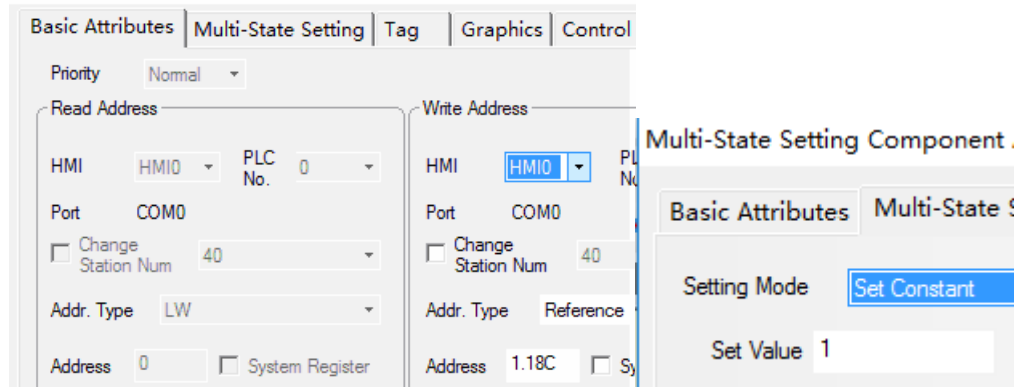 Basic Attributes Multi-State Setting Tag Graphics Control
Priority Normal
Read Address
HMI HMI0 PLC No. 0
Port COM0
Change Station Num 40
Addr. Type LW
Address 0 System Register
Write Address
HMI HMI0
Port COM0
Change Station Num 40
Addr. Type Reference
Address 1.18C
Multi-State Setting Component
Basic Attributes Multi-State
Setting Mode Set Constant
Set Value 1